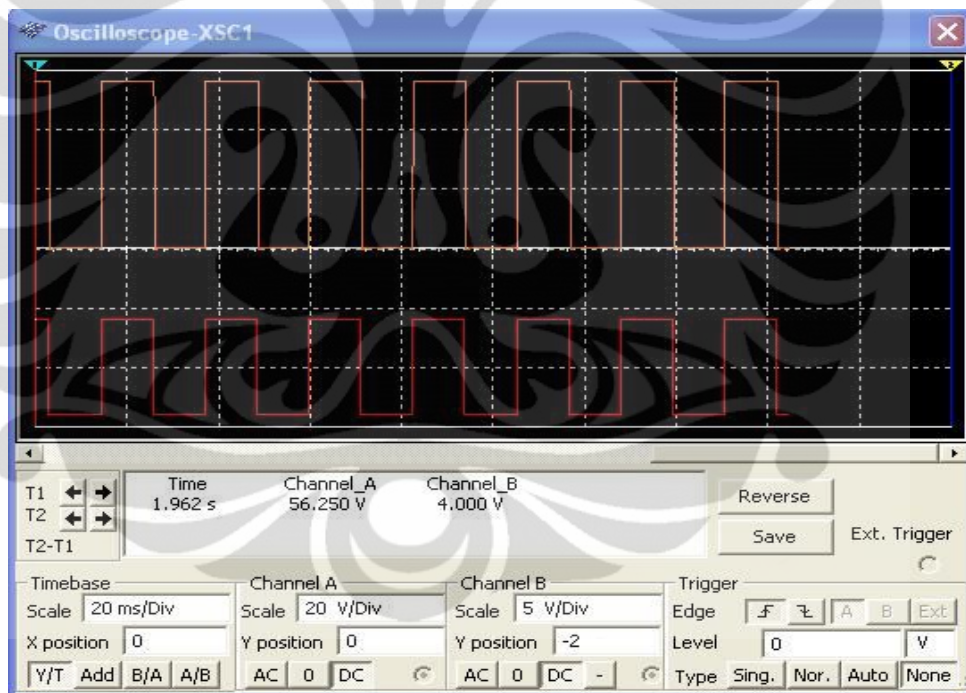 Oscilloscope-XSC1
1
2
T1
T2
T2-T1
Time Channel_A Channel_B
1.962 s 56.250 V 4.000 V
Reverse
Save
Ext. Trigger
Timebase
Scale 20 ms/Div
X position 0
Y/T Add B/A A/B
Channel A
Scale 20 V/Div
Y position 0
AC 0 DC
Channel B
Scale 5 V/Div
Y position -2
AC 0 DC -
Trigger
Edge A B Ext
Level 0 V
Type Sing. Nor. Auto None